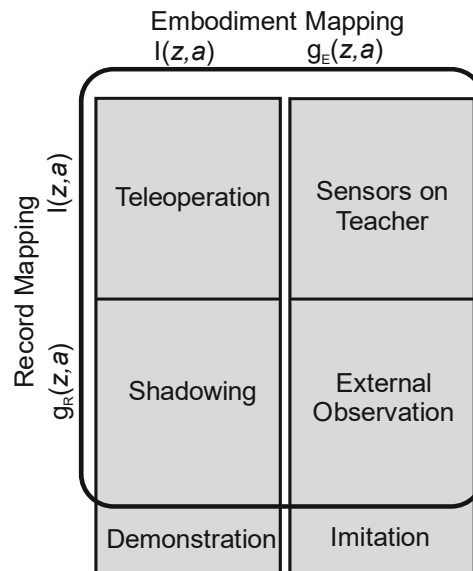 Embodiment Mapping
I(z,a) g_E(z,a)
Record Mapping
I(z,a)
g_R(z,a)
Teleoperation
Sensors on
Teacher
Shadowing
External
Observation
Demonstration
Imitation